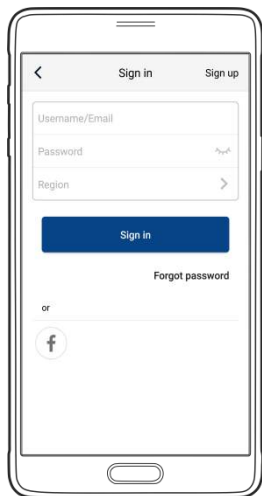 Sign in Sign up
Username/Email
Password
Region
Sign in
Forgot password
or
f